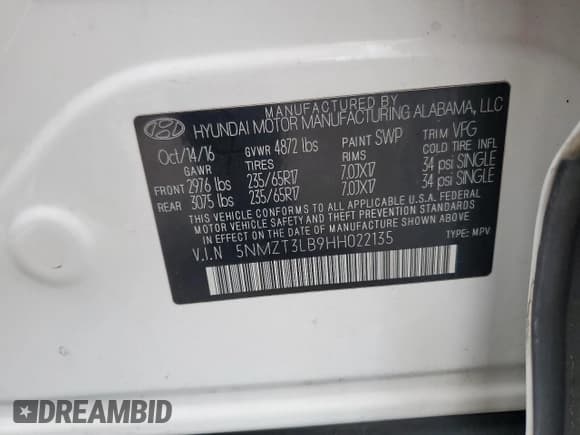 MANUFACTURED BY
HYUNDAI MOTOR MANUFACTURING ALABAMA, LLC
Oct/14/16 GVWR 4872 lbs PAINT SWP TRIM VFG
GAWR TIRES RIMS COLD TIRE INFL
FRONT 2976 lbs 235/65R17 7.0JX17 34 psi SINGLE
REAR 3075 lbs 235/65R17 7.0JX17 34 psi SINGLE
THIS VEHICLE CONFORMS TO ALL APPLICABLE U.S.A. FEDERAL
MOTOR VEHICLE SAFETY, BUMPER, AND THEFT PREVENTION STANDARDS
IN EFFECT ON THE DATE OF MANUFACTURE SHOWN ABOVE.
V.I.N 5NMZT3LB9HH022135 TYPE: MPV
DREAMBID